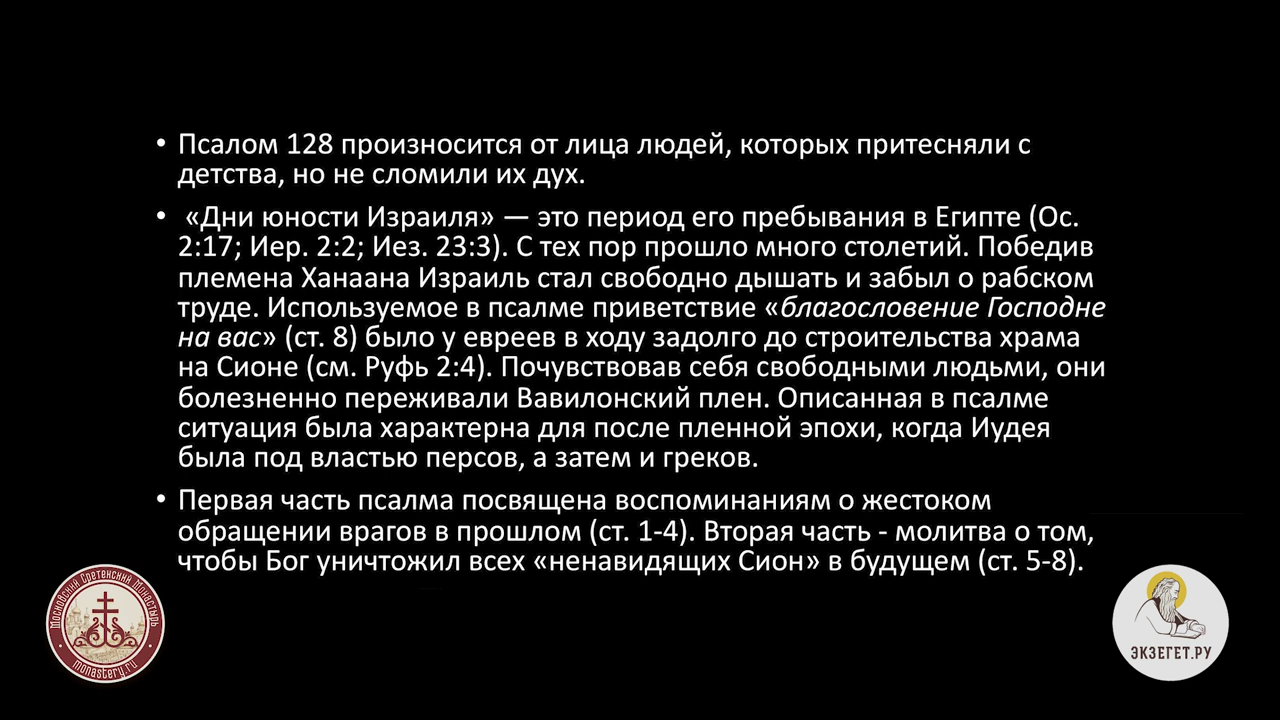 • Псалом 128 произносится от лица людей, которых притесняли с
детства, но не сломили их дух.
• «Дни юности Израиля» — это период его пребывания в Египте (Ос.
2:17; Иер. 2:2; Иез. 23:3). С тех пор прошло много столетий. Победив
племена Ханаана Израиль стал свободно дышать и забыл о рабском
труде. Используемое в псалме приветствие «благословение Господне
на вас» (ст. 8) было у евреев в ходу задолго до строительства храма
на Сионе (см. Руфь 2:4). Почувствовав себя свободными людьми, они
болезненно переживали Вавилонский плен. Описанная в псалме
ситуация была характерна для после пленной эпохи, когда Иудея
была под властью персов, а затем и греков.
• Первая часть псалма посвящена воспоминаниям о жестоком
обращении врагов в прошлом (ст. 1-4). Вторая часть - молитва о том,
чтобы Бог уничтожил всех «ненавидящих Сион» в будущем (ст. 5-8).
Московский Сретенский Монастырь
monastery.ru
ЭКЗЕГЕТ.РУ